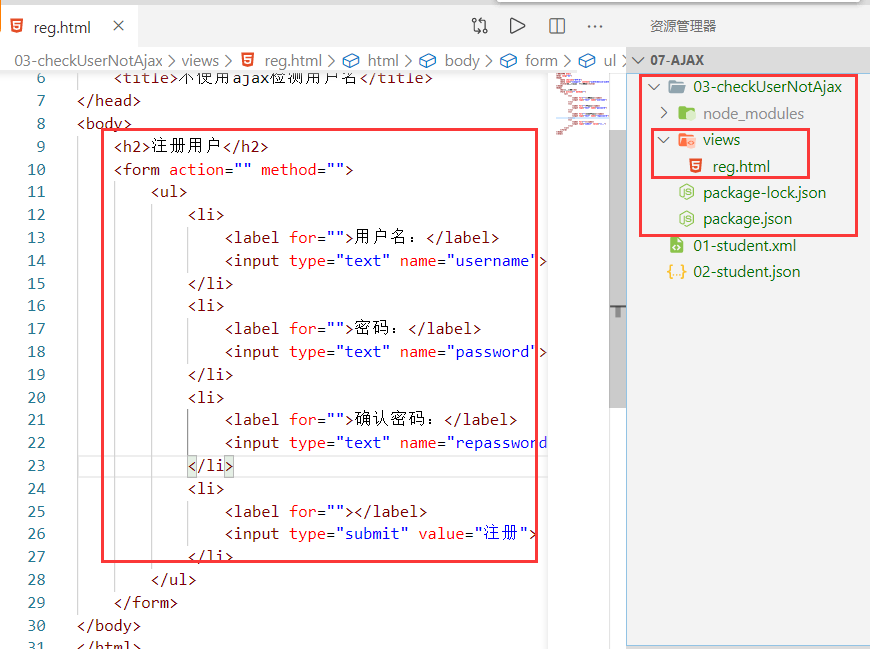 reg.html
资源管理器
03-checkUserNotAjax > views > reg.html > html > body > form > ul >
07-AJAX
03-checkUserNotAjax
node_modules
views
reg.html
package-lock.json
package.json
01-student.xml
02-student.json
6 <title>不使用ajax检测用户名</title>
7 </head>
8 <body>
9 <h2>注册用户</h2>
10 <form action="" method="">
11 <ul>
12 <li>
13 <label for="">用户名：</label>
14 <input type="text" name="username">
15 </li>
16 <li>
17 <label for="">密码：</label>
18 <input type="text" name="password">
19 </li>
20 <li>
21 <label for="">确认密码：</label>
22 <input type="text" name="repassword
23 </li>
24 <li>
25 <label for=""></label>
26 <input type="submit" value="注册">
27 </li>
28 </ul>
29 </form>
30 </body>
31 </html>